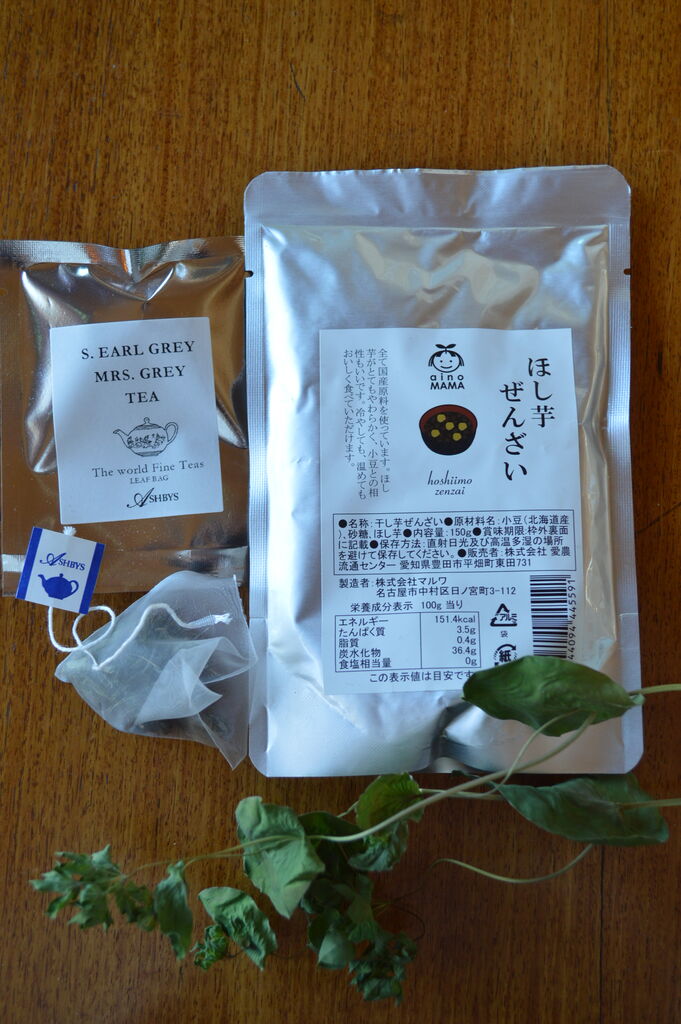 S. EARL GREY
MRS. GREY
TEA
The world Fine Teas
LEAF BAG
ASHBYS
ASHBYS
ほし芋
ぜんざい
aino
MAMA
hoshiimo
zenzai
全て国産原料を使っています。ほし
芋がとてもやわらかく、小豆との相
性もいいです。冷やしても、温めても
おいしく食べていただけます。
●名称:干し芋ぜんざい●原材料名:小豆(北海道産
)、砂糖、ほし芋●内容量:150g●賞味期限:枠外裏面
に記載●保存方法:直射日光及び高温多湿の場所
を避けて保存してください。●販売者:株式会社 愛農
流通センター 愛知県豊田市平畑町東田731
製造者:株式会社マルワ
名古屋市中村区日ノ宮町3-112
栄養成分表示 100g 当り
エネルギー 151.4kcal
たんぱく質 3.5g
脂質 0.4g
炭水化物 36.4g
食塩相当量 0g
この表示値は目安です
アルミ
袋
紙